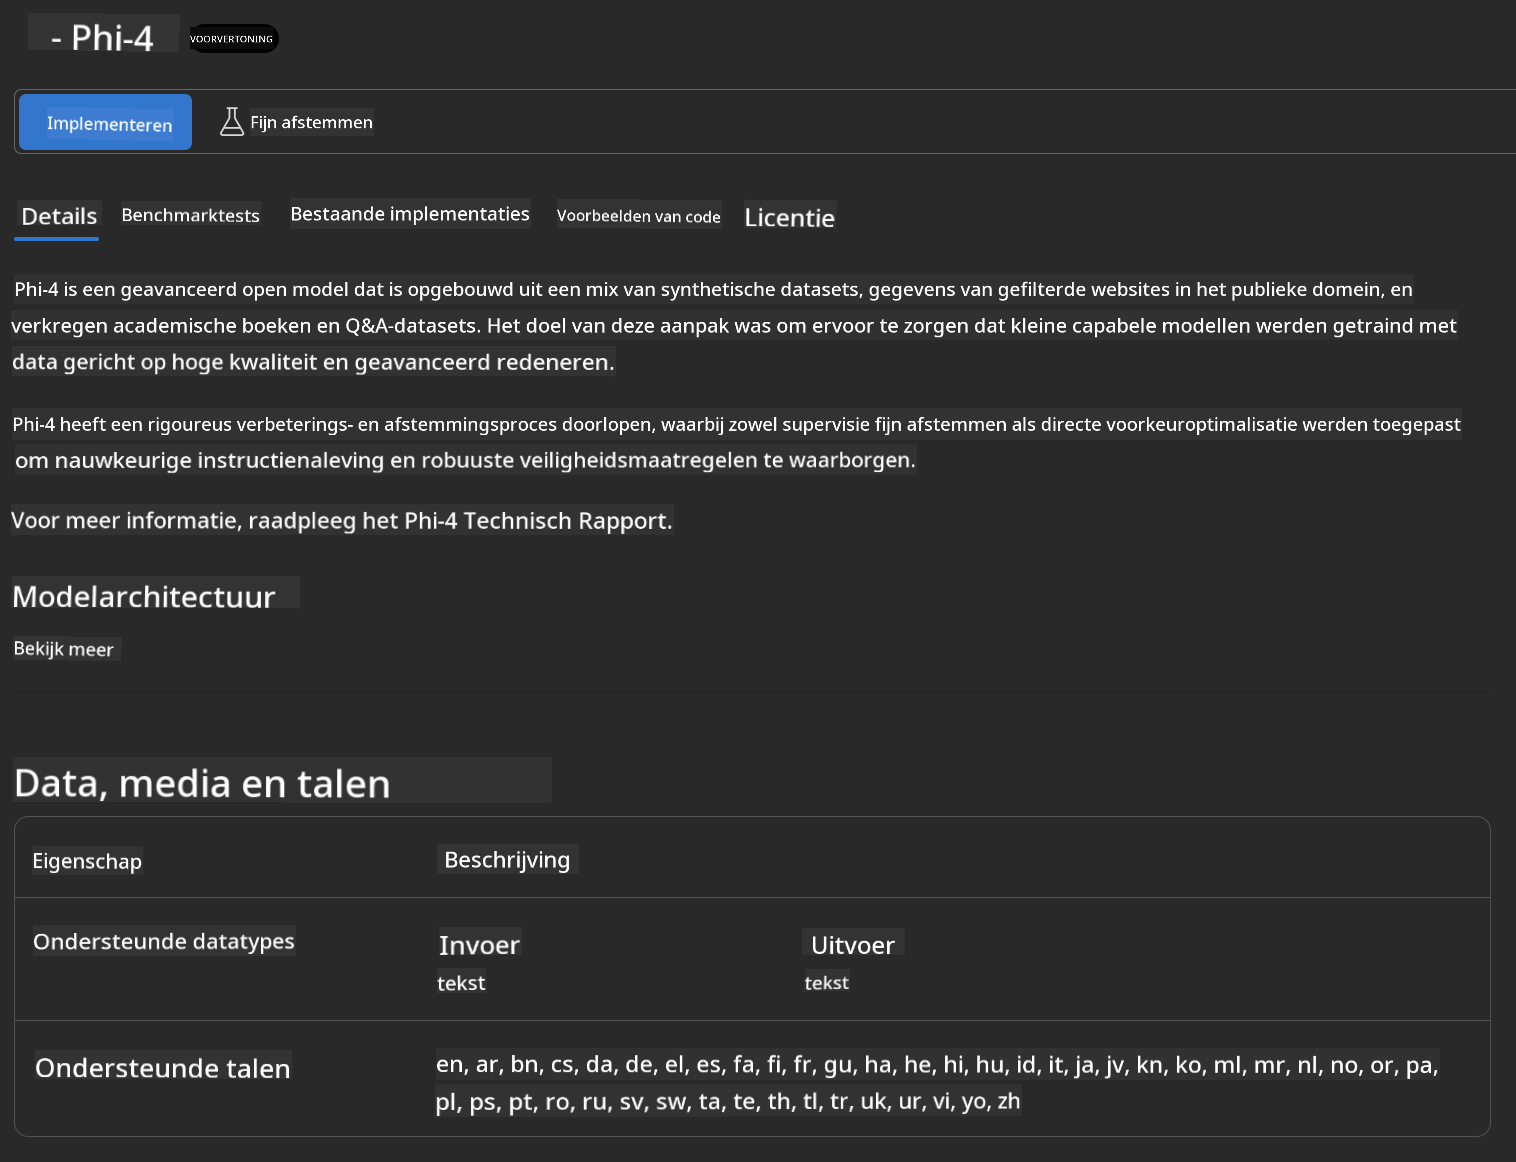 - Phi-4 VOORVERTONING
Implementeren Fijn afstemmen
Details Benchmarktests Bestaande implementaties Voorbeelden van code Licentie
Phi-4 is een geavanceerd open model dat is opgebouwd uit een mix van synthetische datasets, gegevens van gefilterde websites in het publieke domein, en
verkregen academische boeken en Q&A-datasets. Het doel van deze aanpak was om ervoor te zorgen dat kleine capabele modellen werden getraind met
data gericht op hoge kwaliteit en geavanceerd redeneren.
Phi-4 heeft een rigoureus verbeterings- en afstemmingsproces doorlopen, waarbij zowel supervisie fijn afstemmen als directe voorkeuroptimalisatie werden toegepast
om nauwkeurige instructienaleving en robuuste veiligheidsmaatregelen te waarborgen.
Voor meer informatie, raadpleeg het Phi-4 Technisch Rapport.
Modelarchitectuur
Bekijk meer
Data, media en talen
Eigenschap Beschrijving
Ondersteunde datatypes Invoer Uitvoer
tekst tekst
Ondersteunde talen en, ar, bn, cs, da, de, el, es, fa, fi, fr, gu, ha, he, hi, hu, id, it, ja, jv, kn, ko, ml, mr, nl, no, or, pa,
pl, ps, pt, ro, ru, sv, sw, ta, te, th, tl, tr, uk, ur, vi, yo, zh